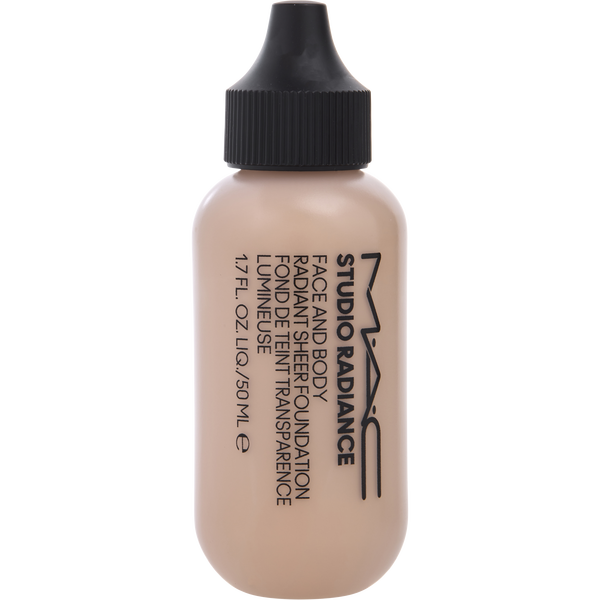 M·A·C
STUDIO RADIANCE
FACE AND BODY
RADIANT SHEER FOUNDATION
FOND DE TEINT TRANSPARENCE
LUMINEUSE
1.7 FL. OZ. LIQ./50 ML ℮